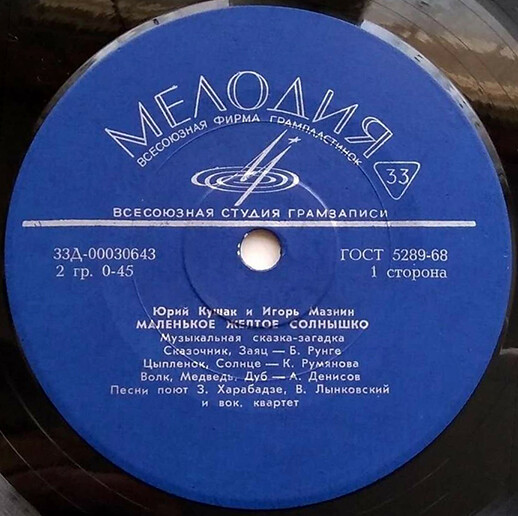 МЕЛОДИЯ
ВСЕСОЮЗНАЯ ФИРМА ГРАМПЛАСТИНОК
33
ВСЕСОЮЗНАЯ СТУДИЯ ГРАМЗАПИСИ
33Д-00030643 ГОСТ 5289-68
2 гр. 0-45 1 сторона
Юрий Кушак и Игорь Мазнин
МАЛЕНЬКОЕ ЖЕЛТОЕ СОЛНЫШКО
Музыкальная сказка-загадка
Сказочник, Заяц — Б. Рунге
Цыпленок, Солнце — К. Румянова
Волк, Медведь, Дуб — А. Денисов
Песни поют З. Харабадзе, В. Лынковский
и вок. квартет